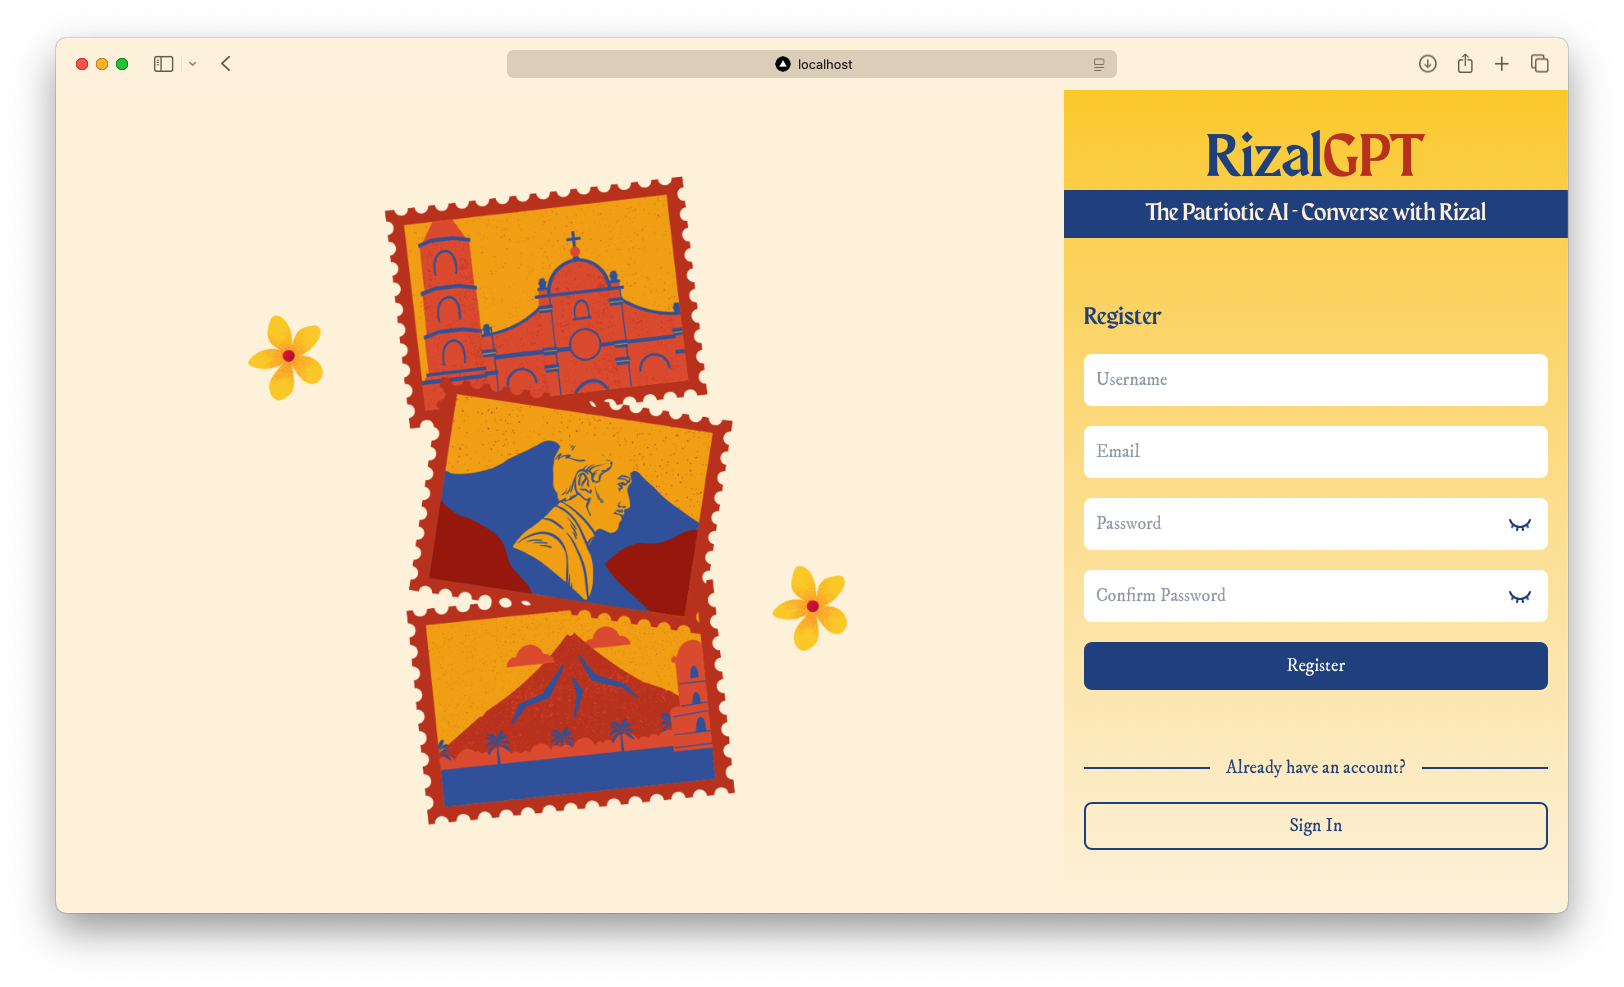 localhost
RizalGPT
The Patriotic AI - Converse with Rizal
Register
Username
Email
Password
Confirm Password
Register
Already have an account?
Sign In